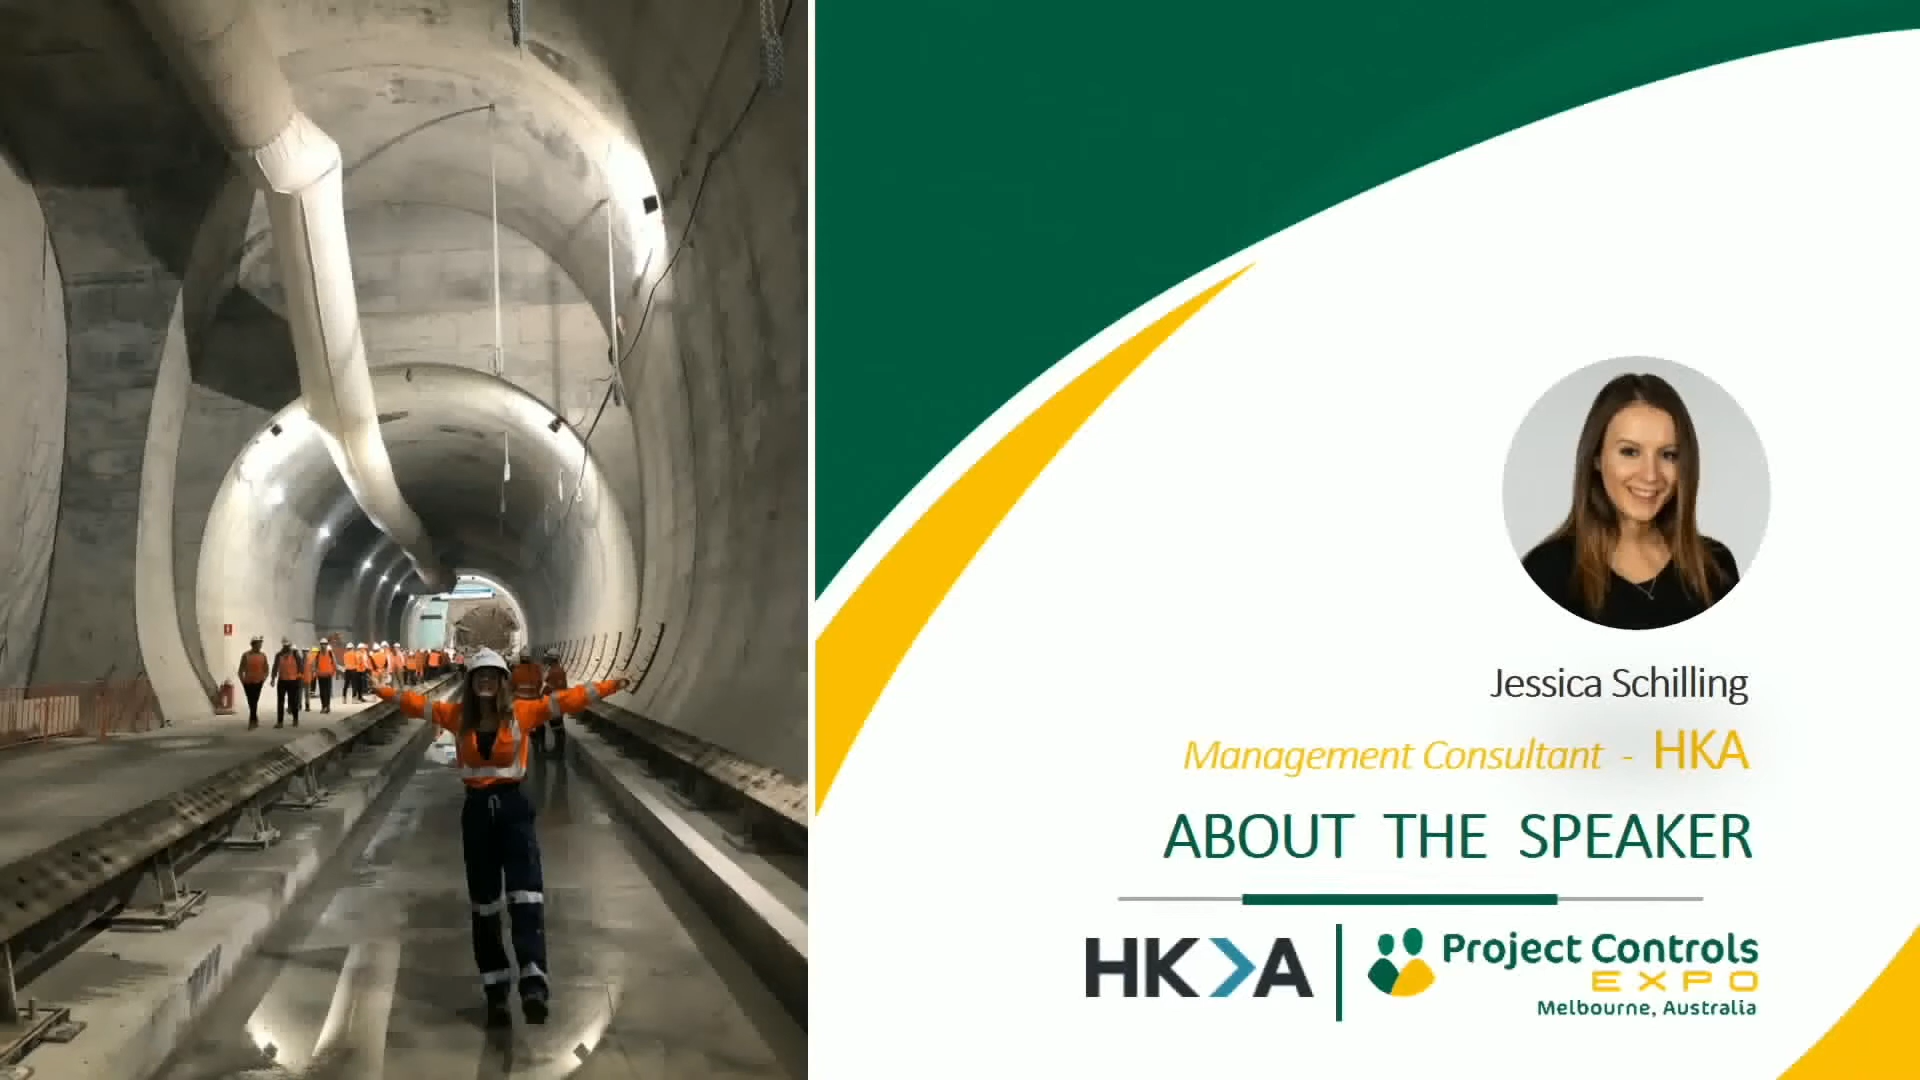 Jessica Schilling
Management Consultant - HKA
ABOUT THE SPEAKER
HKA
Project Controls
EXPO
Melbourne, Australia